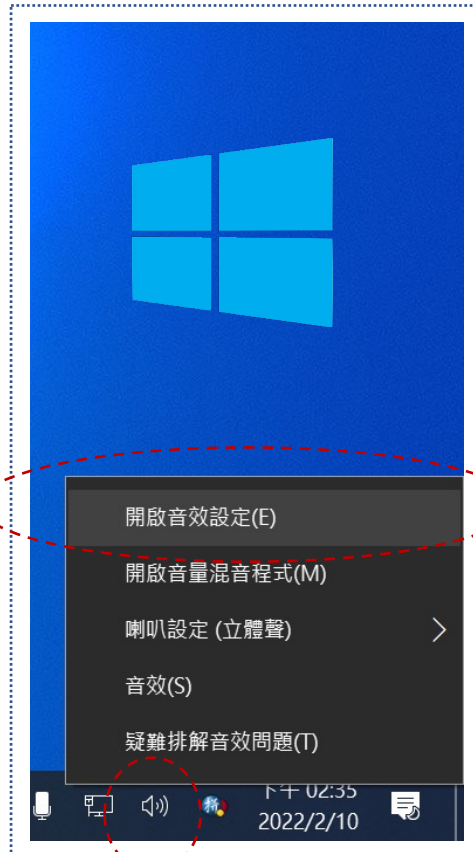 開啟音效設定(E)
開啟音量混音程式(M)
喇叭設定 (立體聲)
音效(S)
疑難排解音效問題(T)
下午 02:35
2022/2/10